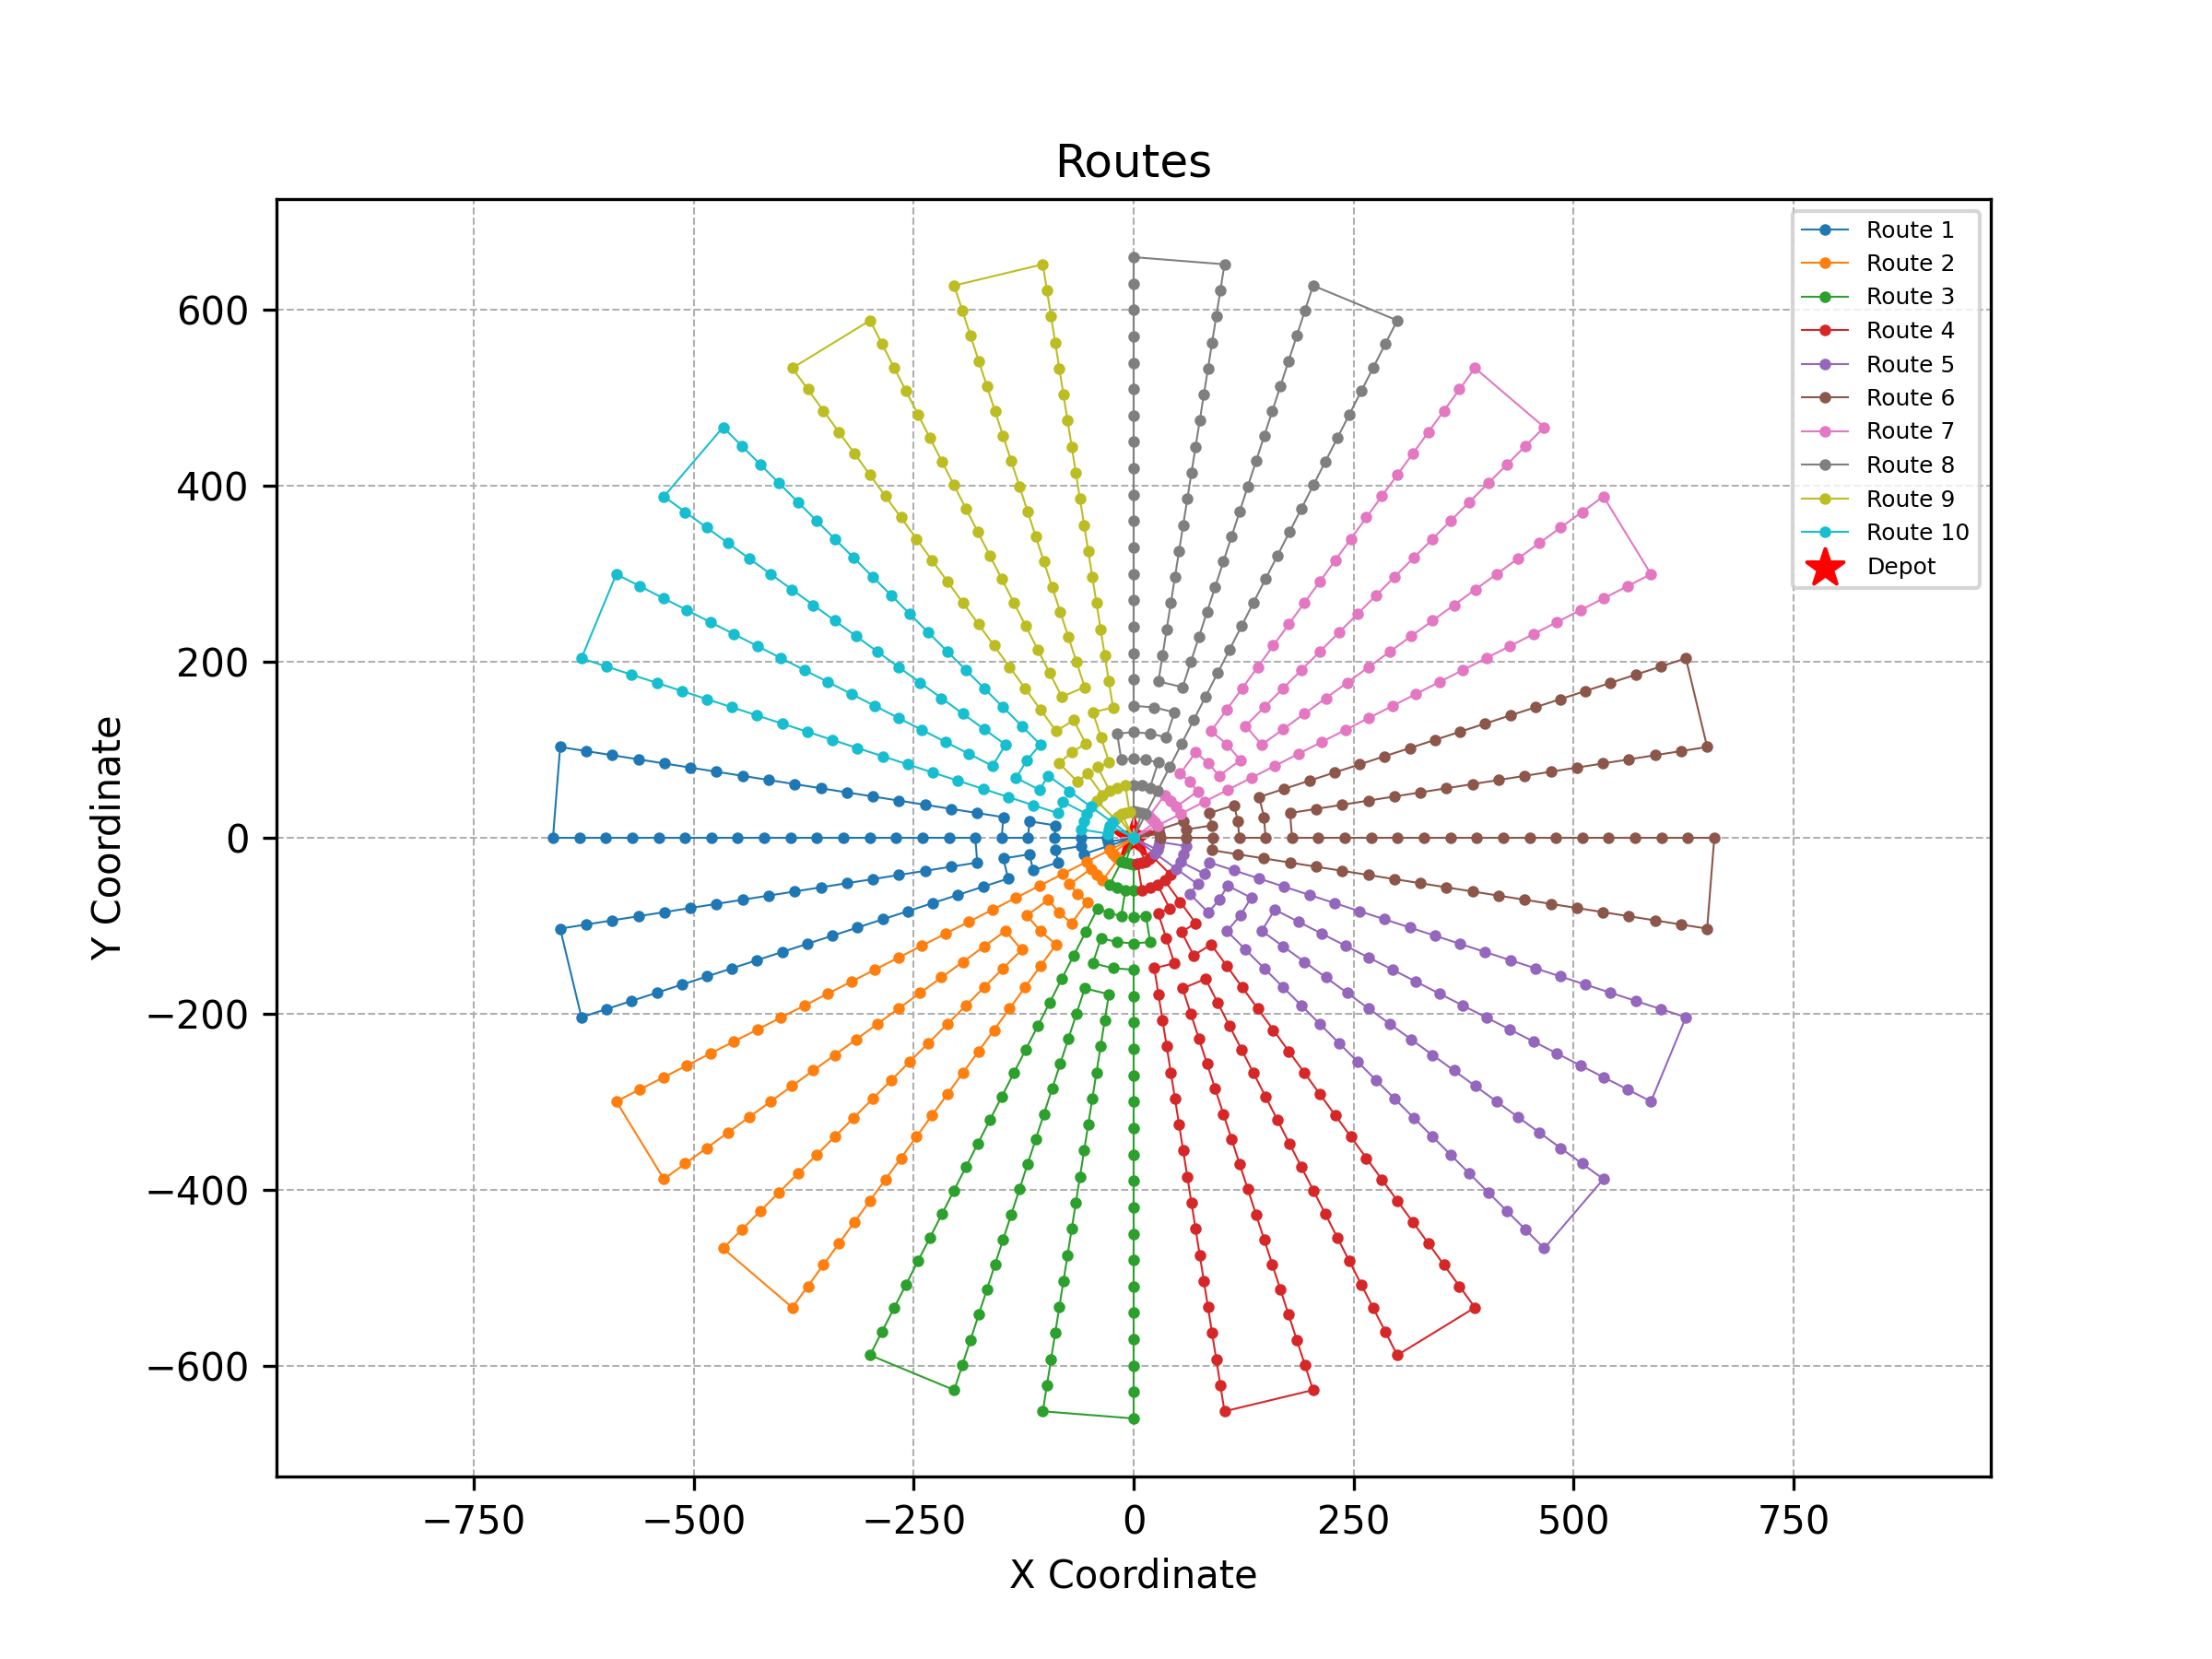 Routes
Route 1
Route 2
Route 3
Route 4
Route 5
Route 6
Route 7
Route 8
Route 9
Route 10
Depot
600
400
200
0
−200
−400
−600
Y Coordinate
−750
−500
−250
0
250
500
750
X Coordinate